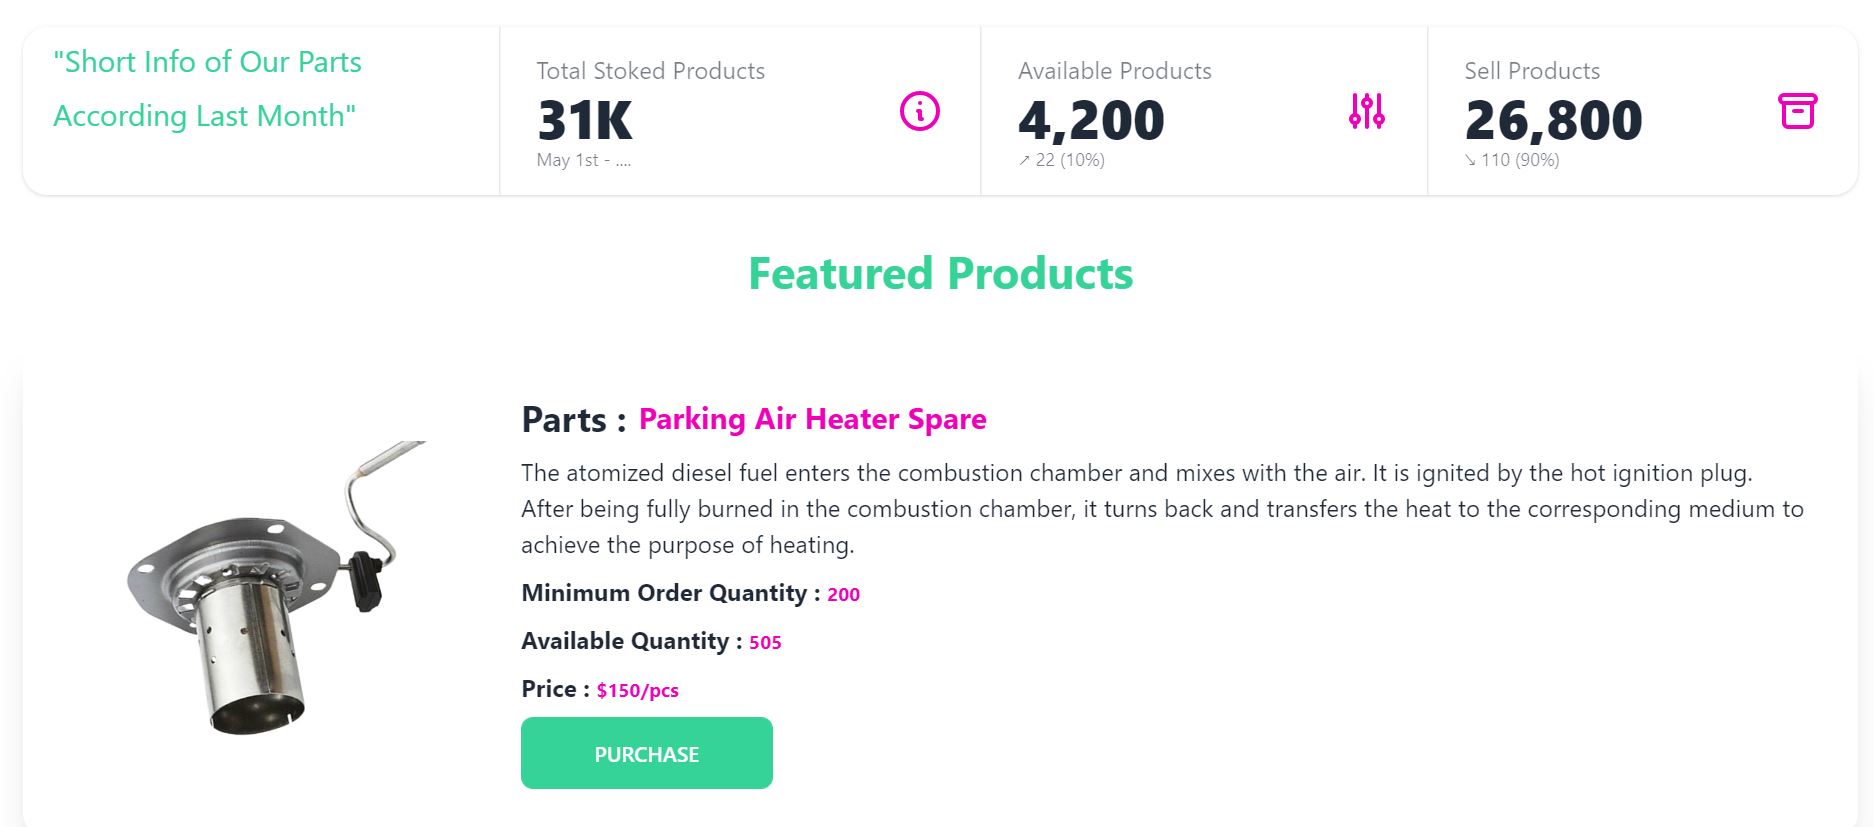 "Short Info of Our Parts
According Last Month"
Total Stoked Products
31K
May 1st - ....
Available Products
4,200
↗︎ 22 (10%)
Sell Products
26,800
↘︎ 110 (90%)
Featured Products
Parts : Parking Air Heater Spare
The atomized diesel fuel enters the combustion chamber and mixes with the air. It is ignited by the hot ignition plug.
After being fully burned in the combustion chamber, it turns back and transfers the heat to the corresponding medium to
achieve the purpose of heating.
Minimum Order Quantity : 200
Available Quantity : 505
Price : $150/pcs
PURCHASE